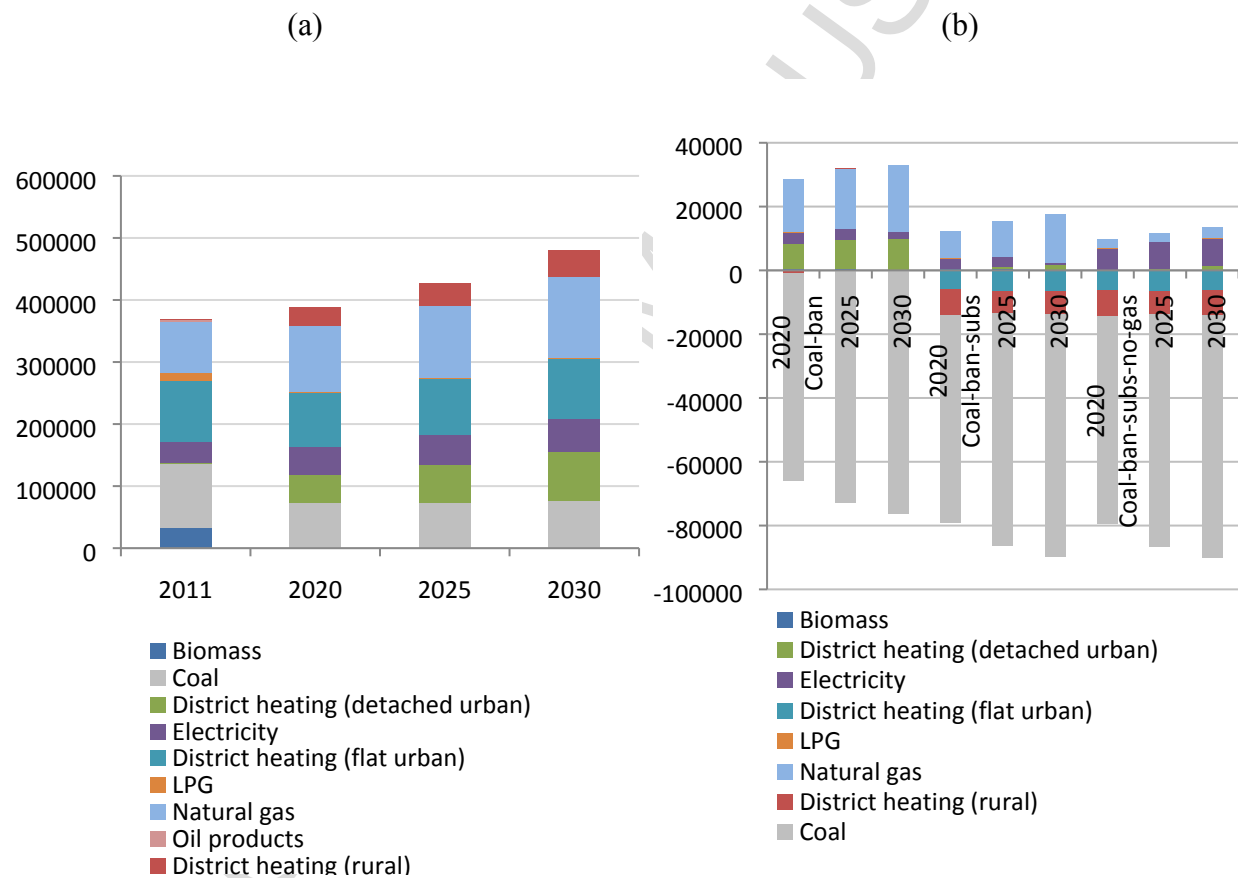 (a)
(b)
600000
500000
400000
300000
200000
100000
0
2011 2020 2025 2030
Biomass
Coal
District heating (detached urban)
Electricity
District heating (flat urban)
LPG
Natural gas
Oil products
District heating (rural)
40000
20000
0
-20000
-40000
-60000
-80000
-100000
2020
Coal-ban
2025
2030
2020
Coal-ban-subs
2025
2030
2020
Coal-ban-subs-no-gas
2025
2030
Biomass
District heating (detached urban)
Electricity
District heating (flat urban)
LPG
Natural gas
District heating (rural)
Coal